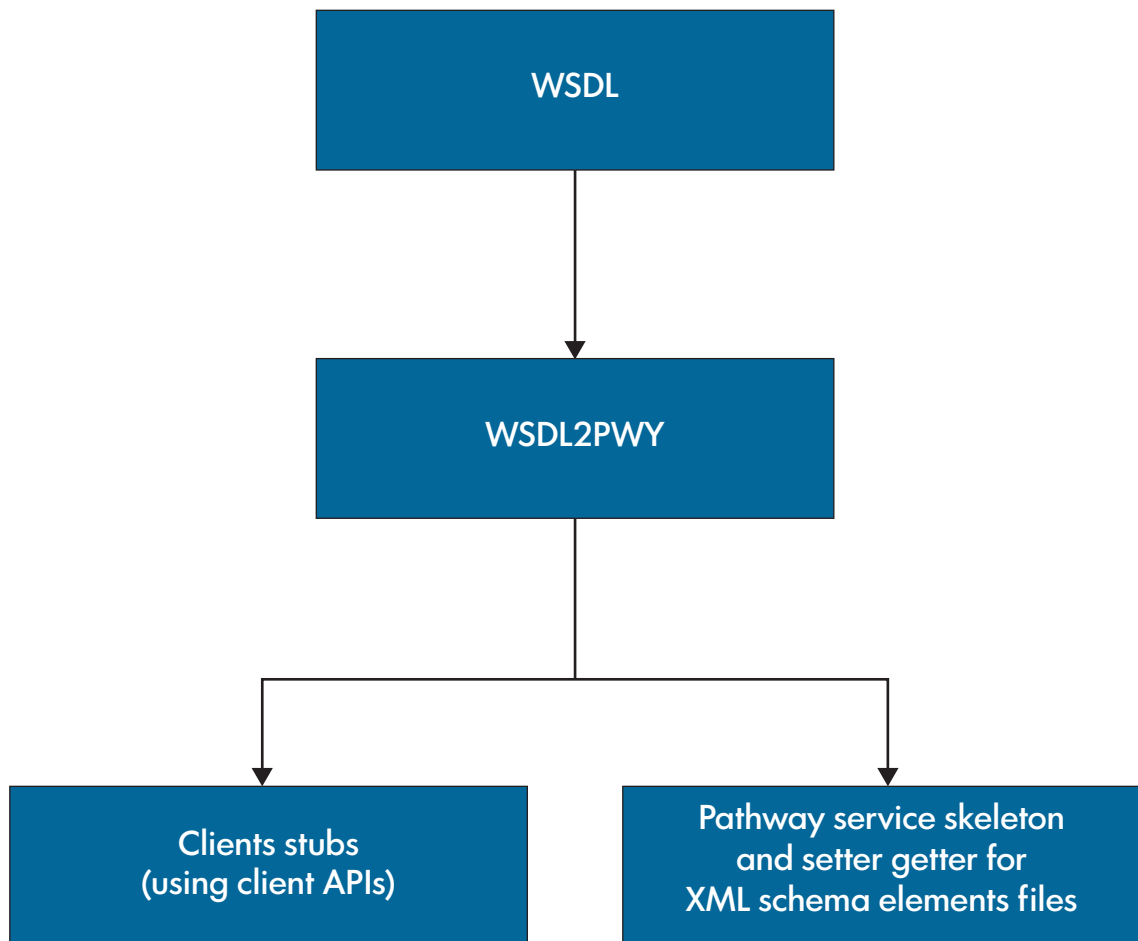 WSDL
WSDL2PWY
Clients stubs
(using client APIs)
Pathway service skeleton
and setter getter for
XML schema elements files